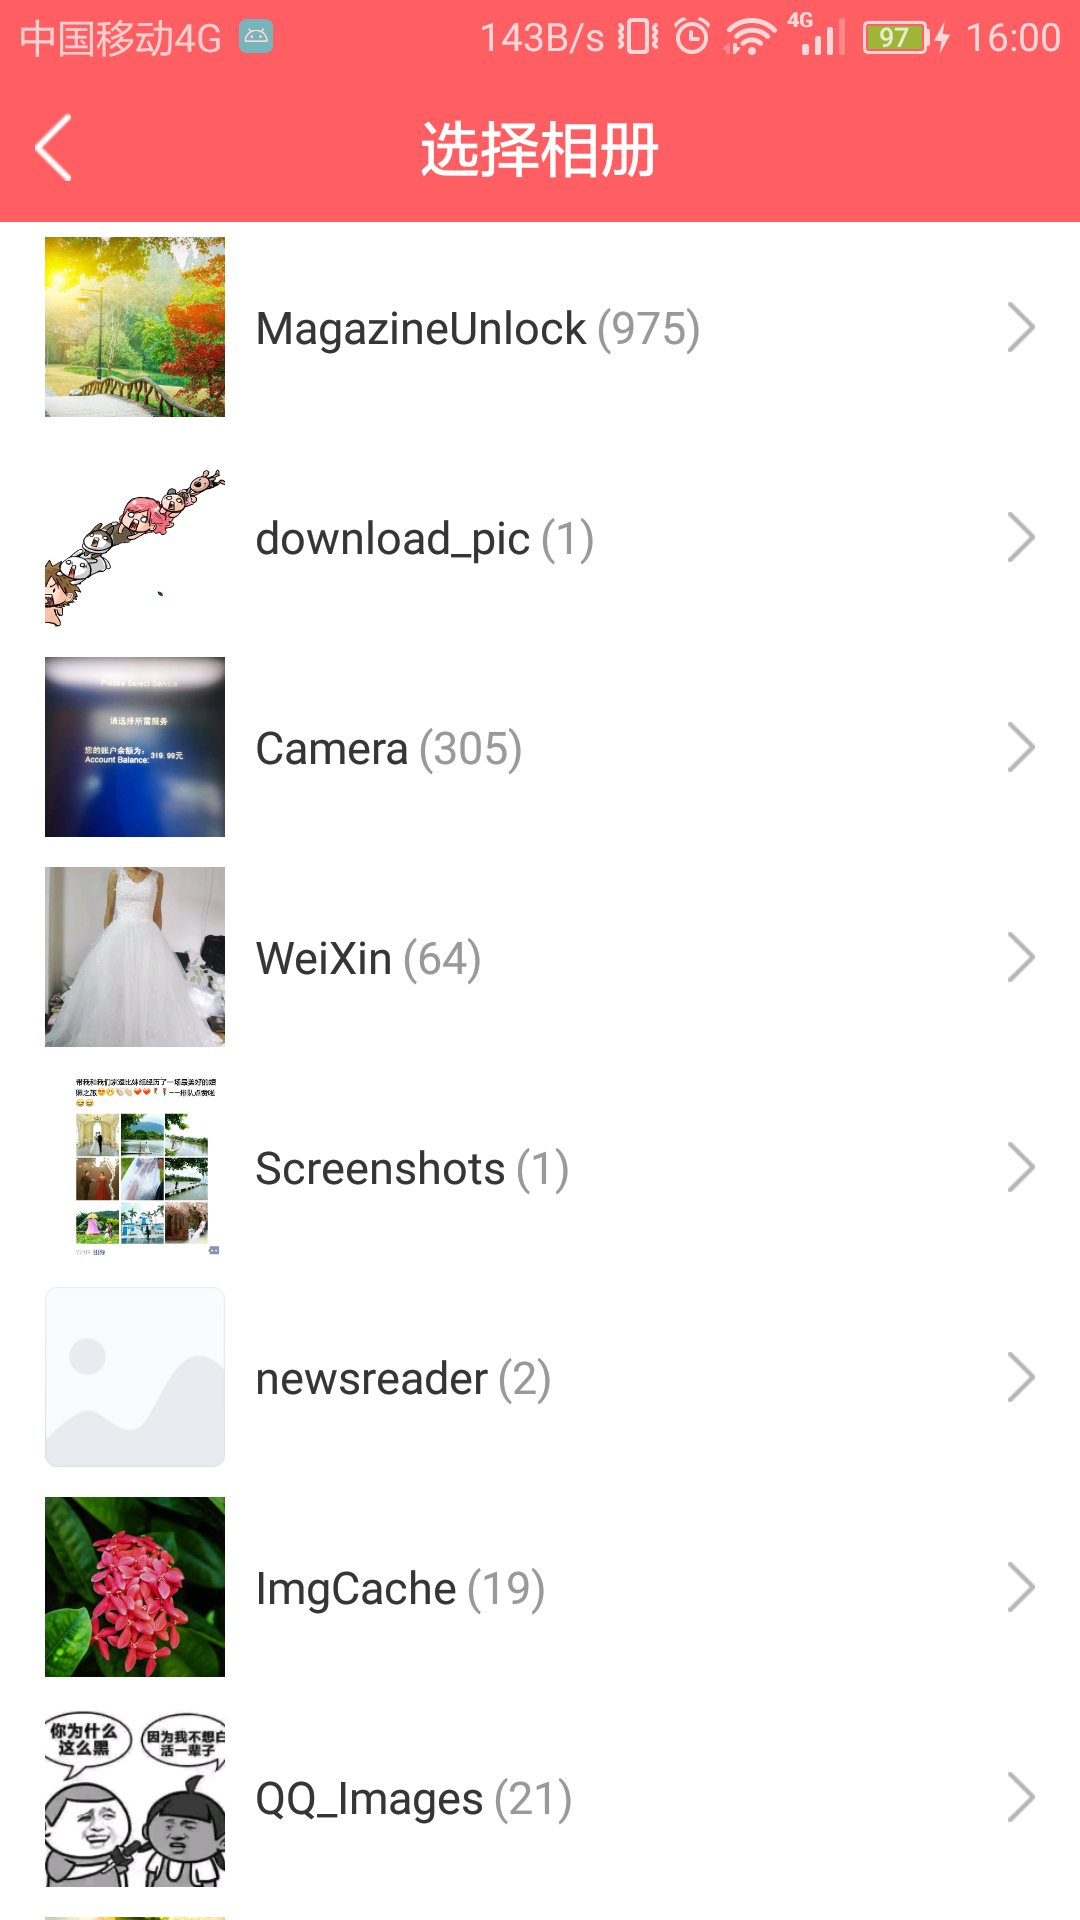 中国移动4G 143B/s 4G 97 16:00
选择相册
MagazineUnlock (975)
download_pic (1)
Please Select Service
请选择所需服务
您的账户余额为:
319.99元
Account Balance:
Camera (305)
WeiXin (64)
Screenshots (1)
newsreader (2)
ImgCache (19)
你为什么
这么黑
因为我不想白
活一辈子
QQ_Images (21)